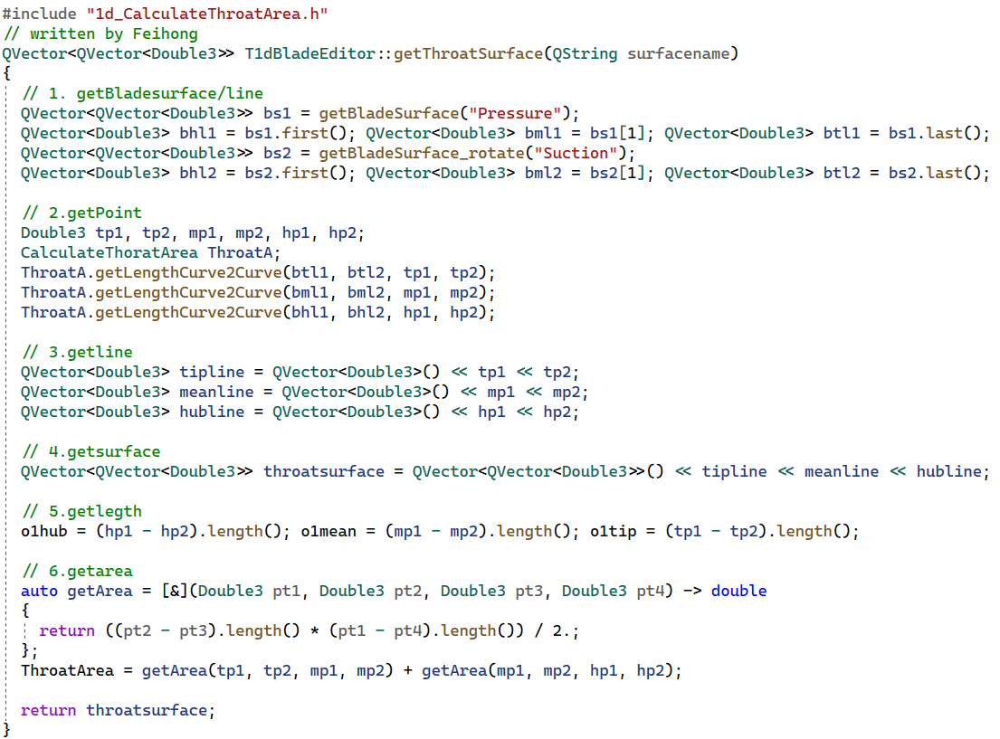 #include "1d_CalculateThroatArea.h"
// written by Feihong
QVector<QVector<Double3>> T1dBladeEditor::getThroatSurface(QString surfacename)
{
  // 1. getBladesurface/line
  QVector<QVector<Double3>> bs1 = getBladeSurface("Pressure");
  QVector<Double3> bhl1 = bs1.first(); QVector<Double3> bml1 = bs1[1]; QVector<Double3> btl1 = bs1.last();
  QVector<QVector<Double3>> bs2 = getBladeSurface_rotate("Suction");
  QVector<Double3> bhl2 = bs2.first(); QVector<Double3> bml2 = bs2[1]; QVector<Double3> btl2 = bs2.last();

  // 2.getPoint
  Double3 tp1, tp2, mp1, mp2, hp1, hp2;
  CalculateThoratArea ThroatA;
  ThroatA.getLengthCurve2Curve(btl1, btl2, tp1, tp2);
  ThroatA.getLengthCurve2Curve(bml1, bml2, mp1, mp2);
  ThroatA.getLengthCurve2Curve(bhl1, bhl2, hp1, hp2);

  // 3.getline
  QVector<Double3> tipline = QVector<Double3>() << tp1 << tp2;
  QVector<Double3> meanline = QVector<Double3>() << mp1 << mp2;
  QVector<Double3> hubline = QVector<Double3>() << hp1 << hp2;

  // 4.getsurface
  QVector<QVector<Double3>> throatsurface = QVector<QVector<Double3>>() << tipline << meanline << hubline;

  // 5.getlegth
  o1hub = (hp1 - hp2).length(); o1mean = (mp1 - mp2).length(); o1tip = (tp1 - tp2).length();

  // 6.getarea
  auto getArea = [&](Double3 pt1, Double3 pt2, Double3 pt3, Double3 pt4) -> double
  {
    return ((pt2 - pt3).length() * (pt1 - pt4).length()) / 2.;
  };
  ThroatArea = getArea(tp1, tp2, mp1, mp2) + getArea(mp1, mp2, hp1, hp2);

  return throatsurface;
}